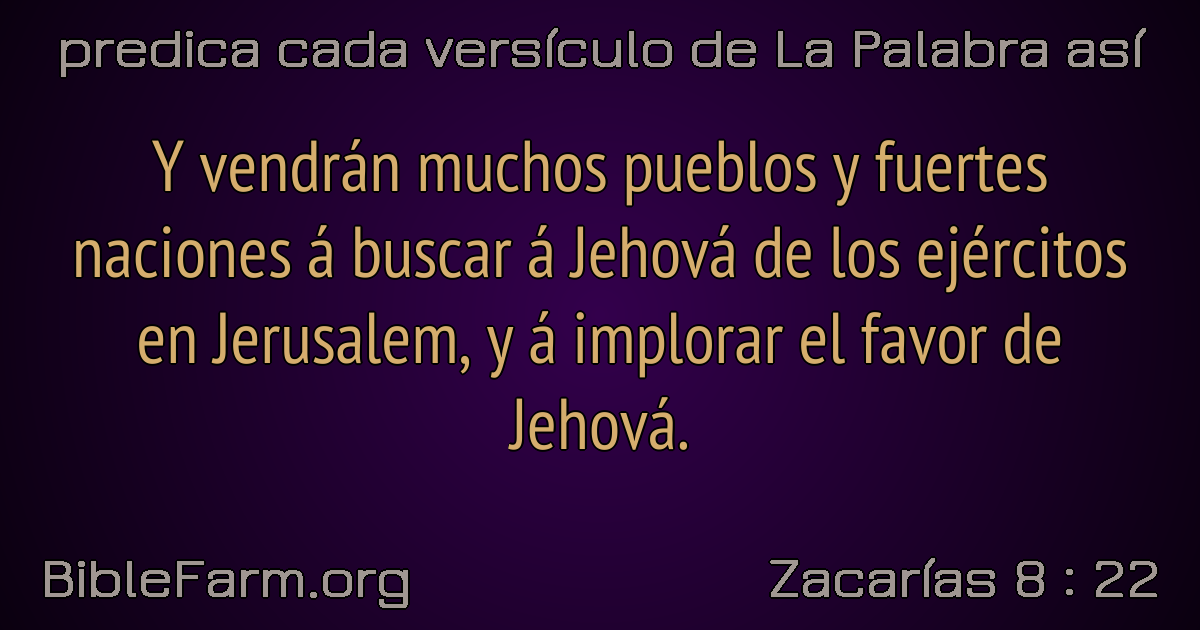 predica cada versículo de La Palabra así
Y vendrán muchos pueblos y fuertes
naciones á buscar á Jehová de los ejércitos
en Jerusalem, y á implorar el favor de
Jehová.
BibleFarm.org
Zacarías 8 : 22